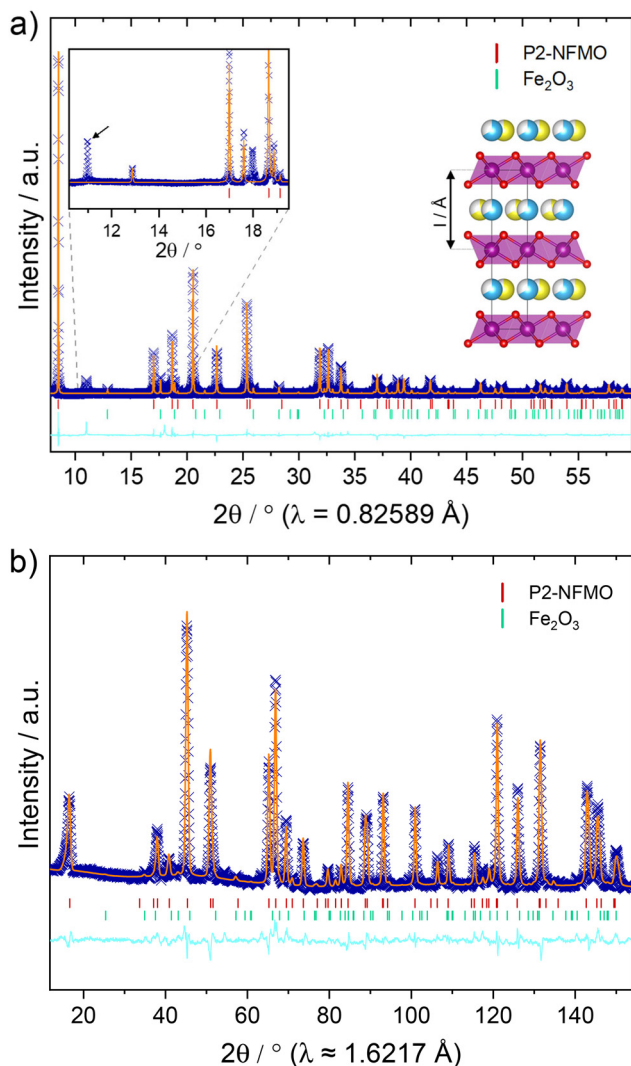 a)
P2-NFMO
Fe₂O₃
l / Å
12 14 16 18
2θ / °
Intensity / a.u.
10 15 20 25 30 35 40 45 50 55
2θ / ° (λ = 0.82589 Å)
b)
P2-NFMO
Fe₂O₃
Intensity / a.u.
20 40 60 80 100 120 140
2θ / ° (λ ≈ 1.6217 Å)